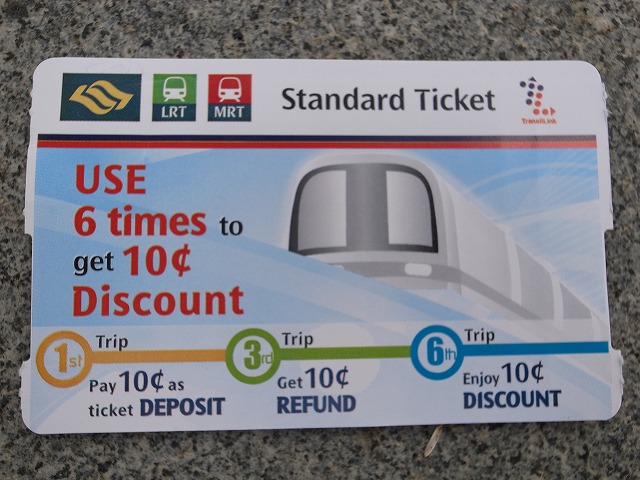 LRT MRT Standard Ticket TransitLink
USE
6 times to
get 10¢
Discount
1st Trip
Pay 10¢ as
ticket DEPOSIT
3rd Trip
Get 10¢
REFUND
6th Trip
Enjoy 10¢
DISCOUNT